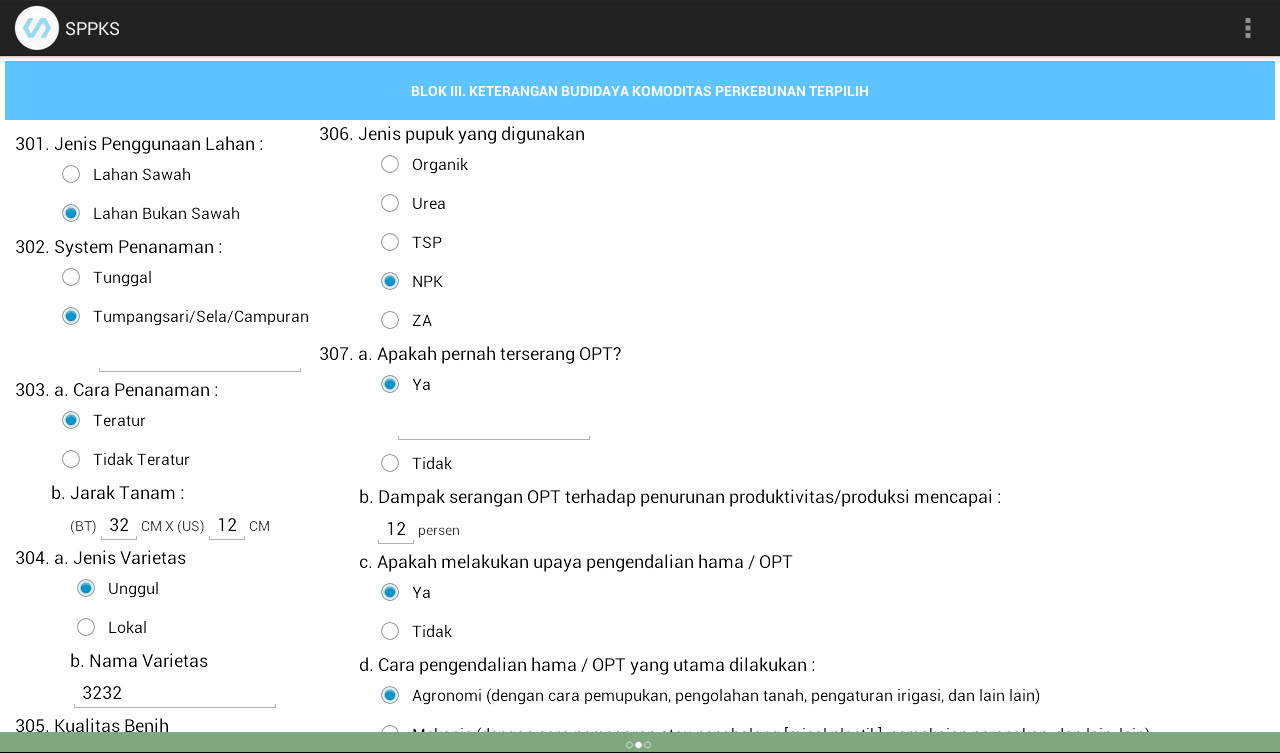 SPPKS
BLOK III. KETERANGAN BUDIDAYA KOMODITAS PERKEBUNAN TERPILIH
301. Jenis Penggunaan Lahan :
Lahan Sawah
Lahan Bukan Sawah
302. System Penanaman :
Tunggal
Tumpangsari/Sela/Campuran
303. a. Cara Penanaman :
Teratur
Tidak Teratur
b. Jarak Tanam :
(BT) 32 CM X (US) 12 CM
304. a. Jenis Varietas
Unggul
Lokal
b. Nama Varietas
3232
305. Kualitas Benih
306. Jenis pupuk yang digunakan
Organik
Urea
TSP
NPK
ZA
307. a. Apakah pernah terserang OPT?
Ya
Tidak
b. Dampak serangan OPT terhadap penurunan produktivitas/produksi mencapai :
12 persen
c. Apakah melakukan upaya pengendalian hama / OPT
Ya
Tidak
d. Cara pengendalian hama / OPT yang utama dilakukan :
Agronomi (dengan cara pemupukan, pengolahan tanah, pengaturan irigasi, dan lain lain)